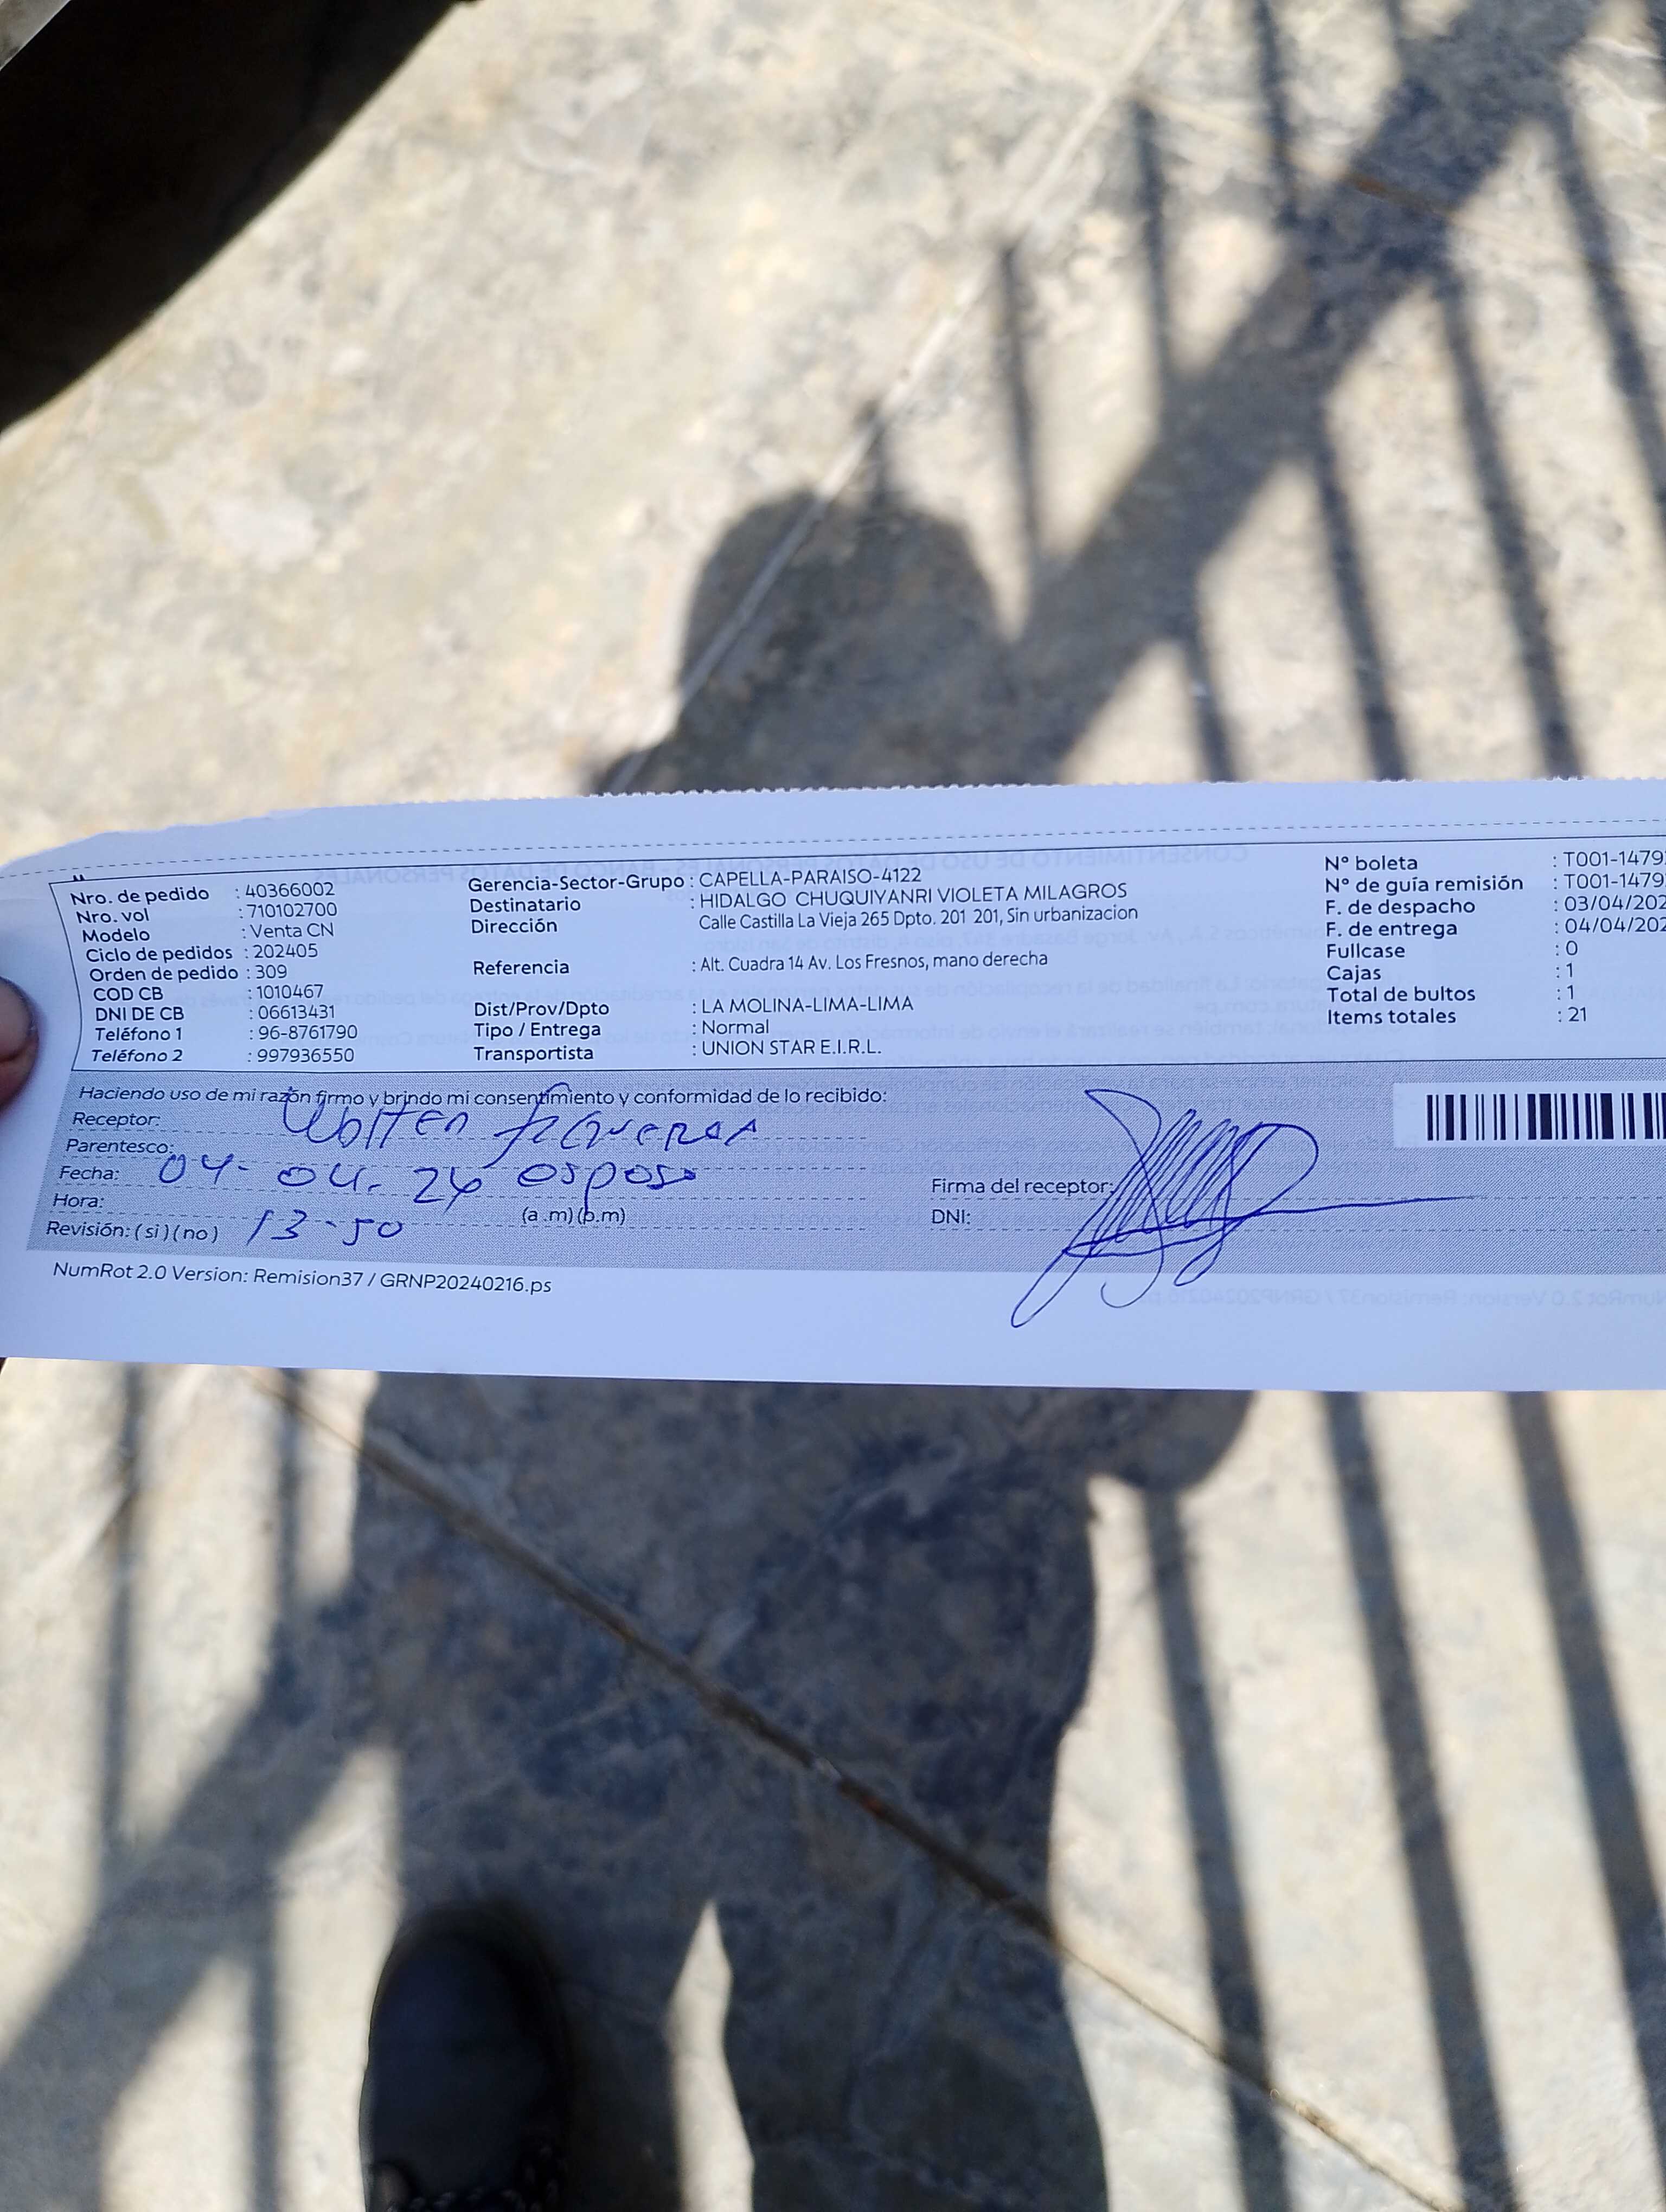 Nro. de pedido : 40366002
Nro. vol : 710102700
Modelo : Venta CN
Ciclo de pedidos : 202405
Orden de pedido : 309
COD CB : 1010467
DNI DE CB : 06613431
Teléfono 1 : 96-8761790
Teléfono 2 : 997936550
Gerencia-Sector-Grupo : CAPELLA-PARAISO-4122
Destinatario : HIDALGO CHUQUIYANRI VIOLETA MILAGROS
Dirección Calle Castilla La Vieja 265 Dpto. 201 201, Sin urbanizacion
Referencia : Alt. Cuadra 14 Av. Los Fresnos, mano derecha
Dist/Prov/Dpto : LA MOLINA-LIMA-LIMA
Tipo / Entrega : Normal
Transportista : UNION STAR E.I.R.L.
N° boleta : T001-1479
N° de guía remisión : T001-1479
F. de despacho : 03/04/202
F. de entrega : 04/04/202
Fullcase : 0
Cajas : 1
Total de bultos : 1
Items totales : 21
Haciendo uso de mi razón firmo y brindo mi consentimiento y conformidad de lo recibido:
Receptor: Wolter
Parentesco: esposo
Fecha: 04-04-24
Hora: 13-50 (a.m) (p.m)
Revisión: (si) (no)
Firma del receptor:
DNI:
NumRot 2.0 Version: Remision37 / GRNP20240216.ps